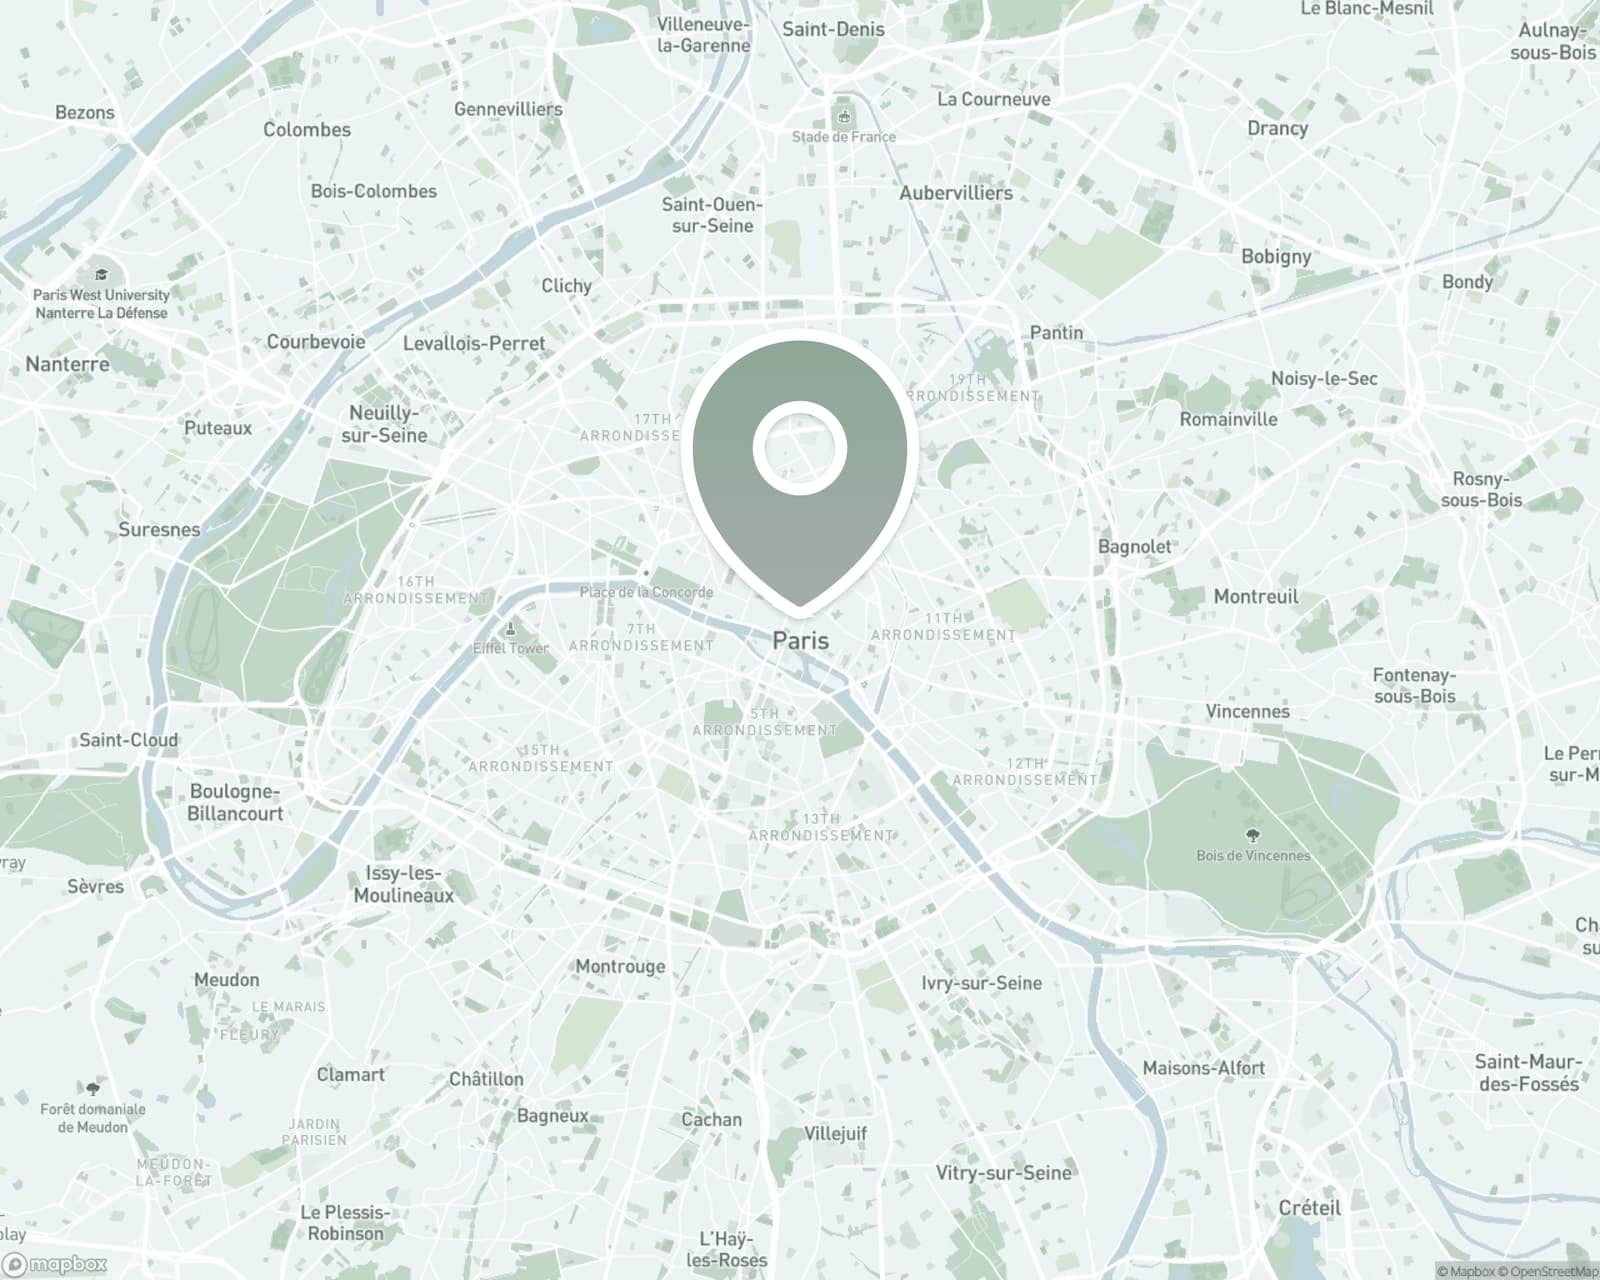 Villeneuve-
la-Garenne
Saint-Denis
Le Blanc-Mesnil
Aulnay-
sous-Bois
Bezons
Colombes
Gennevilliers
La Courneuve
Stade de France
Drancy
Bois-Colombes
Saint-Ouen-
sur-Seine
Aubervilliers
Paris West University
Nanterre La Défense
Clichy
Bobigny
Bondy
Nanterre
Courbevoie
Levallois-Perret
Pantin
Puteaux
Neuilly-
sur-Seine
17TH
ARRONDISSE
19TH
ARRONDISSEMENT
Noisy-le-Sec
Romainville
Rosny-
sous-Bois
Suresnes
Bagnolet
16TH
ARRONDISSEMENT
Place de la Concorde
Montreuil
Eiffel Tower
7TH
ARRONDISSEMENT
Paris
11TH
ARRONDISSEMENT
Fontenay-
sous-Bois
Saint-Cloud
5TH
ARRONDISSEMENT
Vincennes
15TH
ARRONDISSEMENT
12TH
ARRONDISSEMENT
Le Perr
sur-M
Boulogne-
Billancourt
13TH
ARRONDISSEMENT
Bois de Vincennes
vray
Sèvres
Issy-les-
Moulineaux
Ch
su
Meudon
Montrouge
Ivry-sur-Seine
LE MARAIS
FLEURY
Clamart
Châtillon
Maisons-Alfort
Saint-Maur-
des-Fossés
Forêt domaniale
de Meudon
JARDIN
PARISIEN
Bagneux
Cachan
Villejuif
MEUDON-
LA-FORÊT
Vitry-sur-Seine
Le Plessis-
Robinson
Créteil
L'Haÿ-
les-Roses
mapbox
© Mapbox © OpenStreetMap